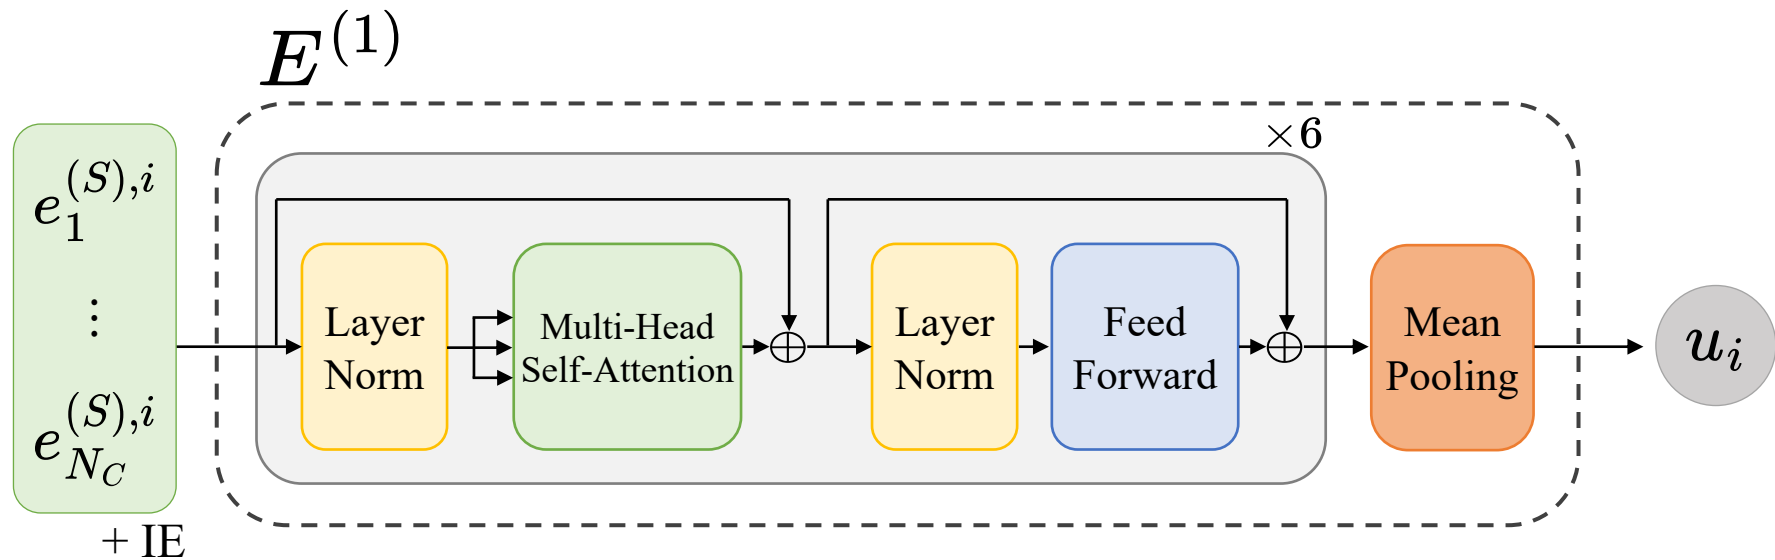 E^{(1)}
×6
e_1^{(S),i}
⋮
e_{N_C}^{(S),i}
+ IE
Layer
Norm
Multi-Head
Self-Attention
Layer
Norm
Feed
Forward
Mean
Pooling
u_i